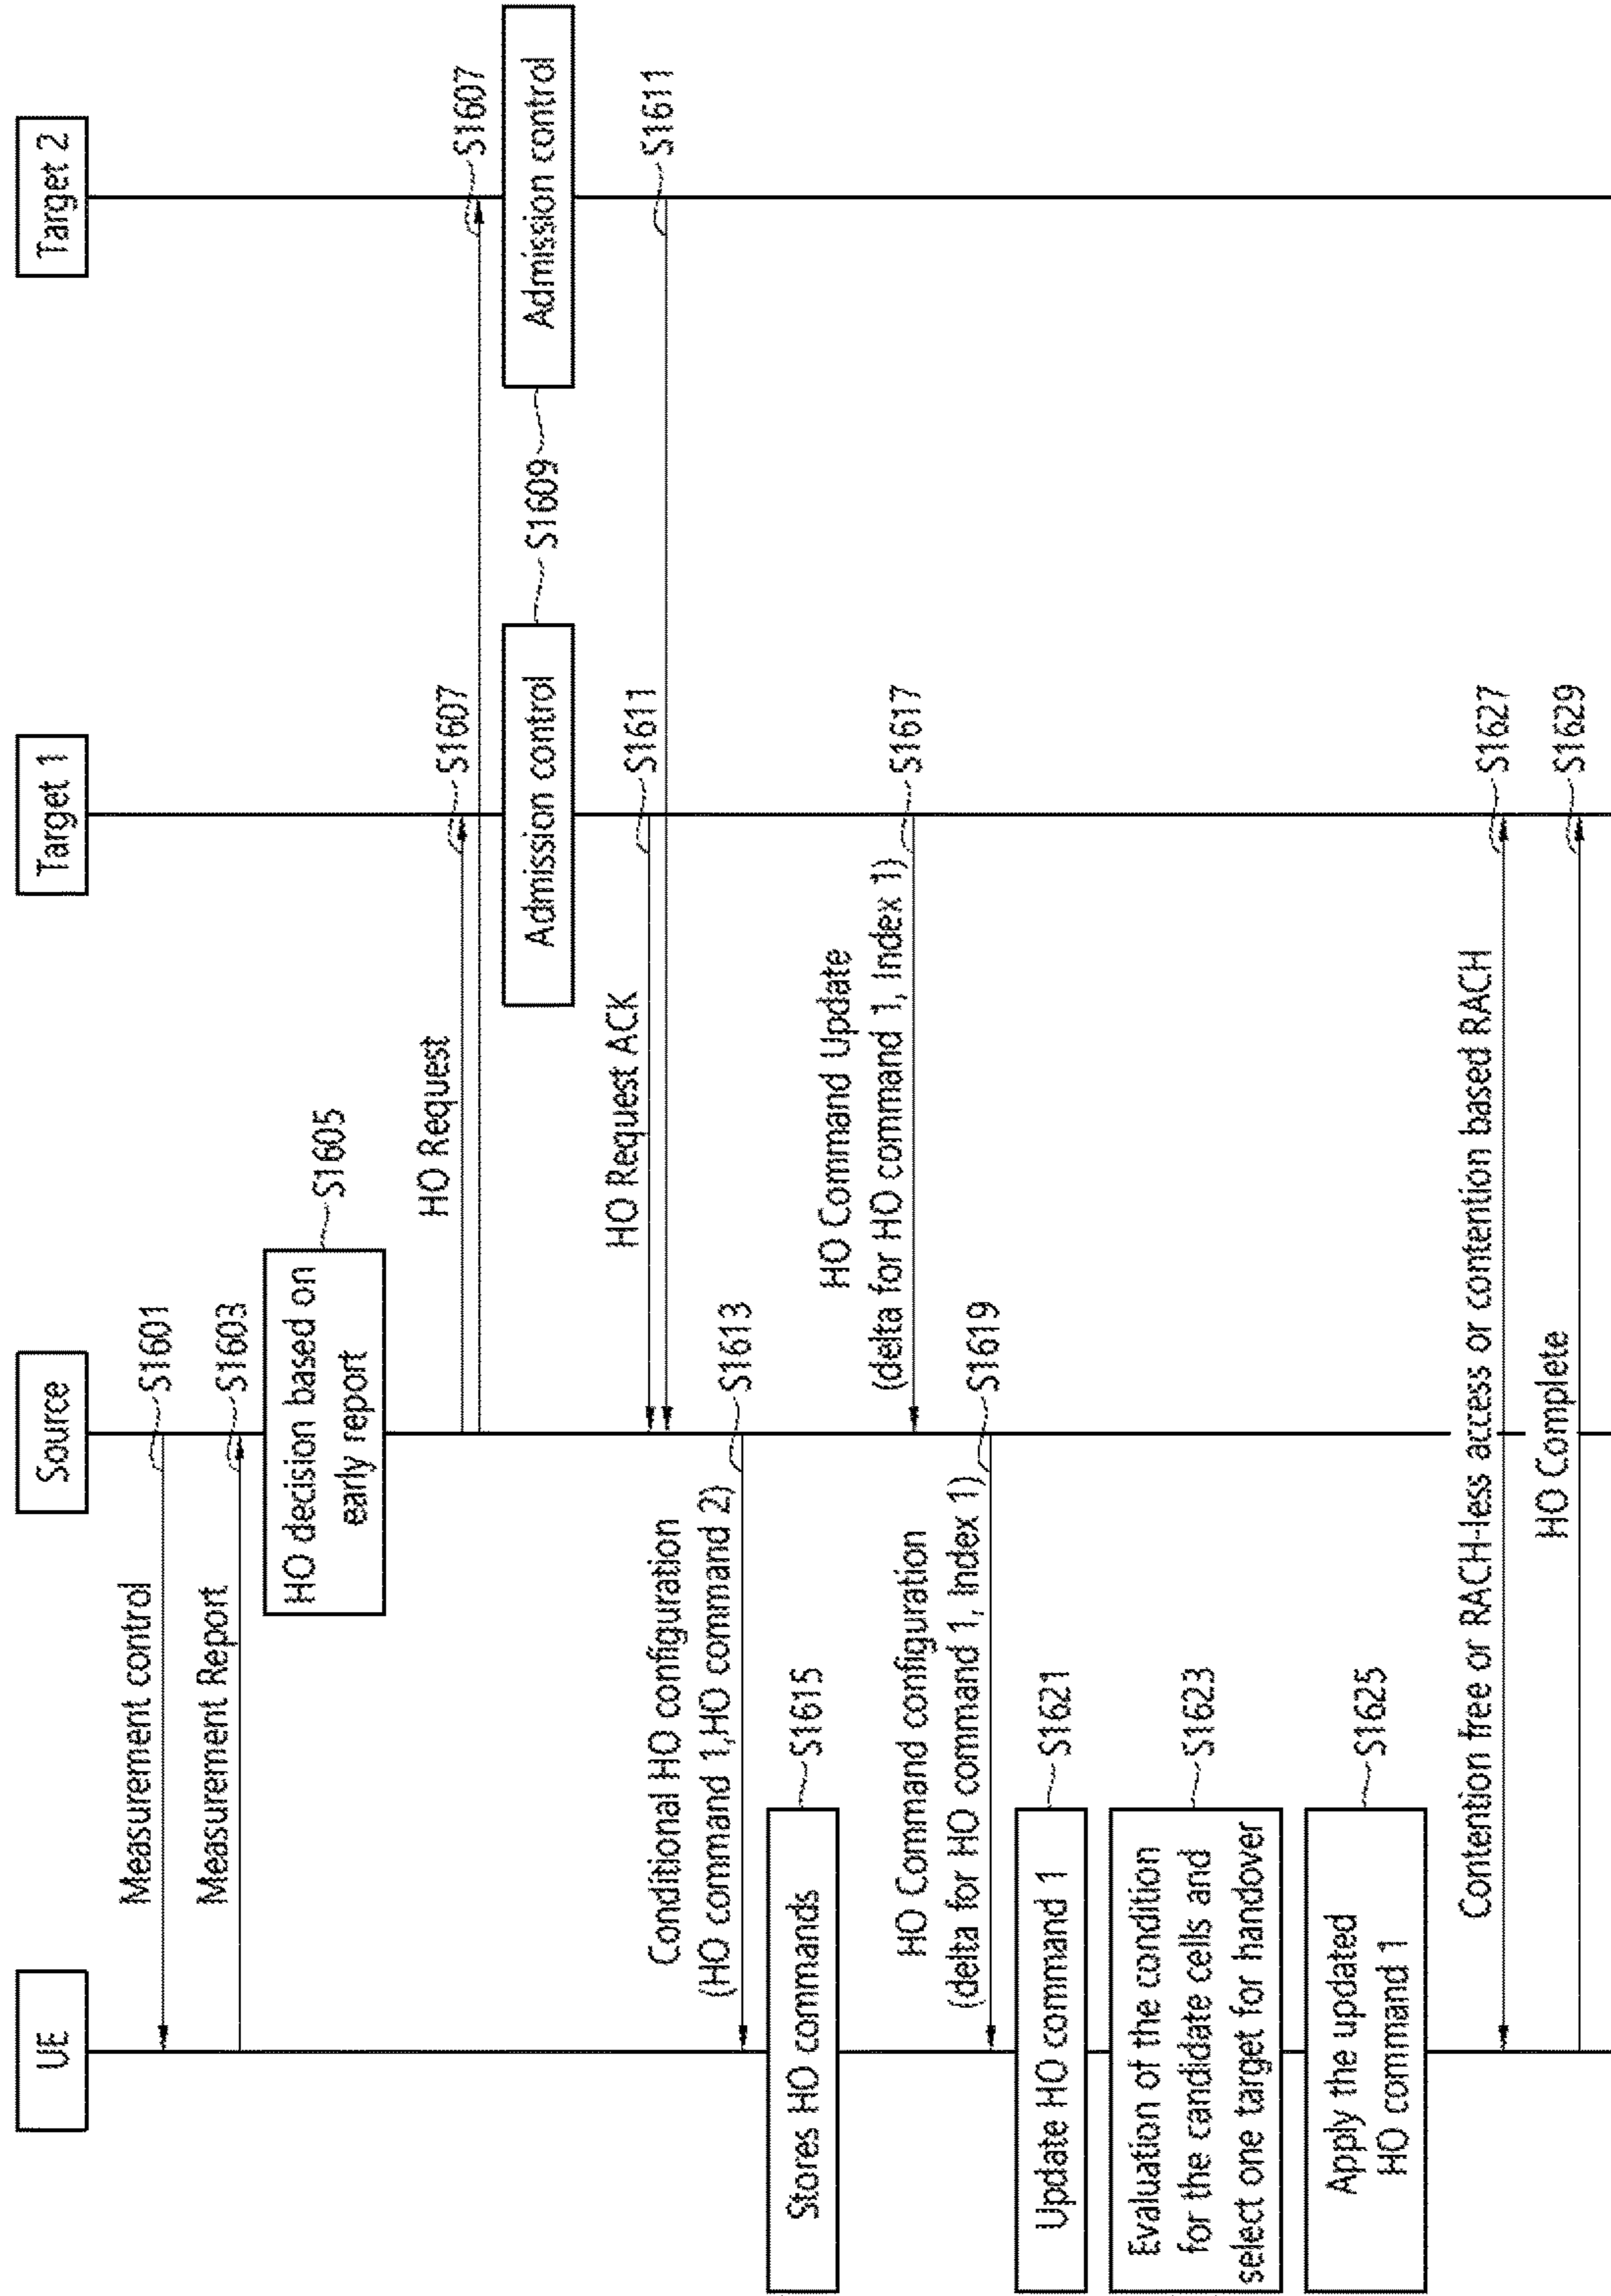 UE
Source
Target 1
Target 2
Measurement control
S1601
Measurement Report
S1603
HO decision based on
early report
S1605
HO Request
S1607
S1607
Admission control
S1609
Admission control
HO Request ACK
S1611
S1611
Conditional HO configuration
(HO command 1,HO command 2)
S1613
Stores HO commands
S1615
HO Command Update
(delta for HO command 1, Index 1)
S1617
HO Command configuration
(delta for HO command 1, Index 1)
S1619
Update HO command 1
S1621
Evaluation of the condition
for the candidate cells and
select one target for handover
S1623
Apply the updated
HO command 1
S1625
Contention free or RACH-less access or contention based RACH
S1627
HO Complete
S1629